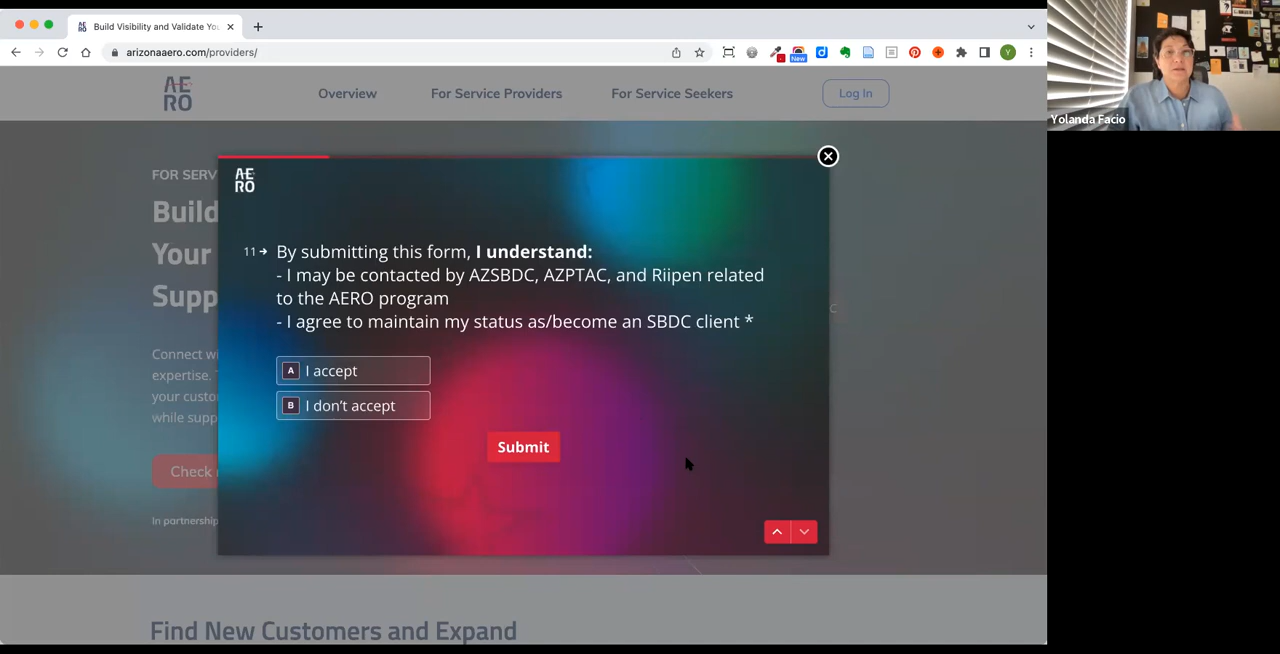 Build Visibility and Validate You
arizonaaero.com/providers/
New
Y
Yolanda Facio
AE
RO
Overview
For Service Providers
For Service Seekers
Log In
FOR SERV
Build
Your
Supp
Connect wi
expertise. T
your custo
while supp
Check
In partnership
C
AE
RO
11→ By submitting this form, I understand:
- I may be contacted by AZSBDC, AZPTAC, and Riipen related
to the AERO program
- I agree to maintain my status as/become an SBDC client *
A I accept
B I don't accept
Submit
Find New Customers and Expand